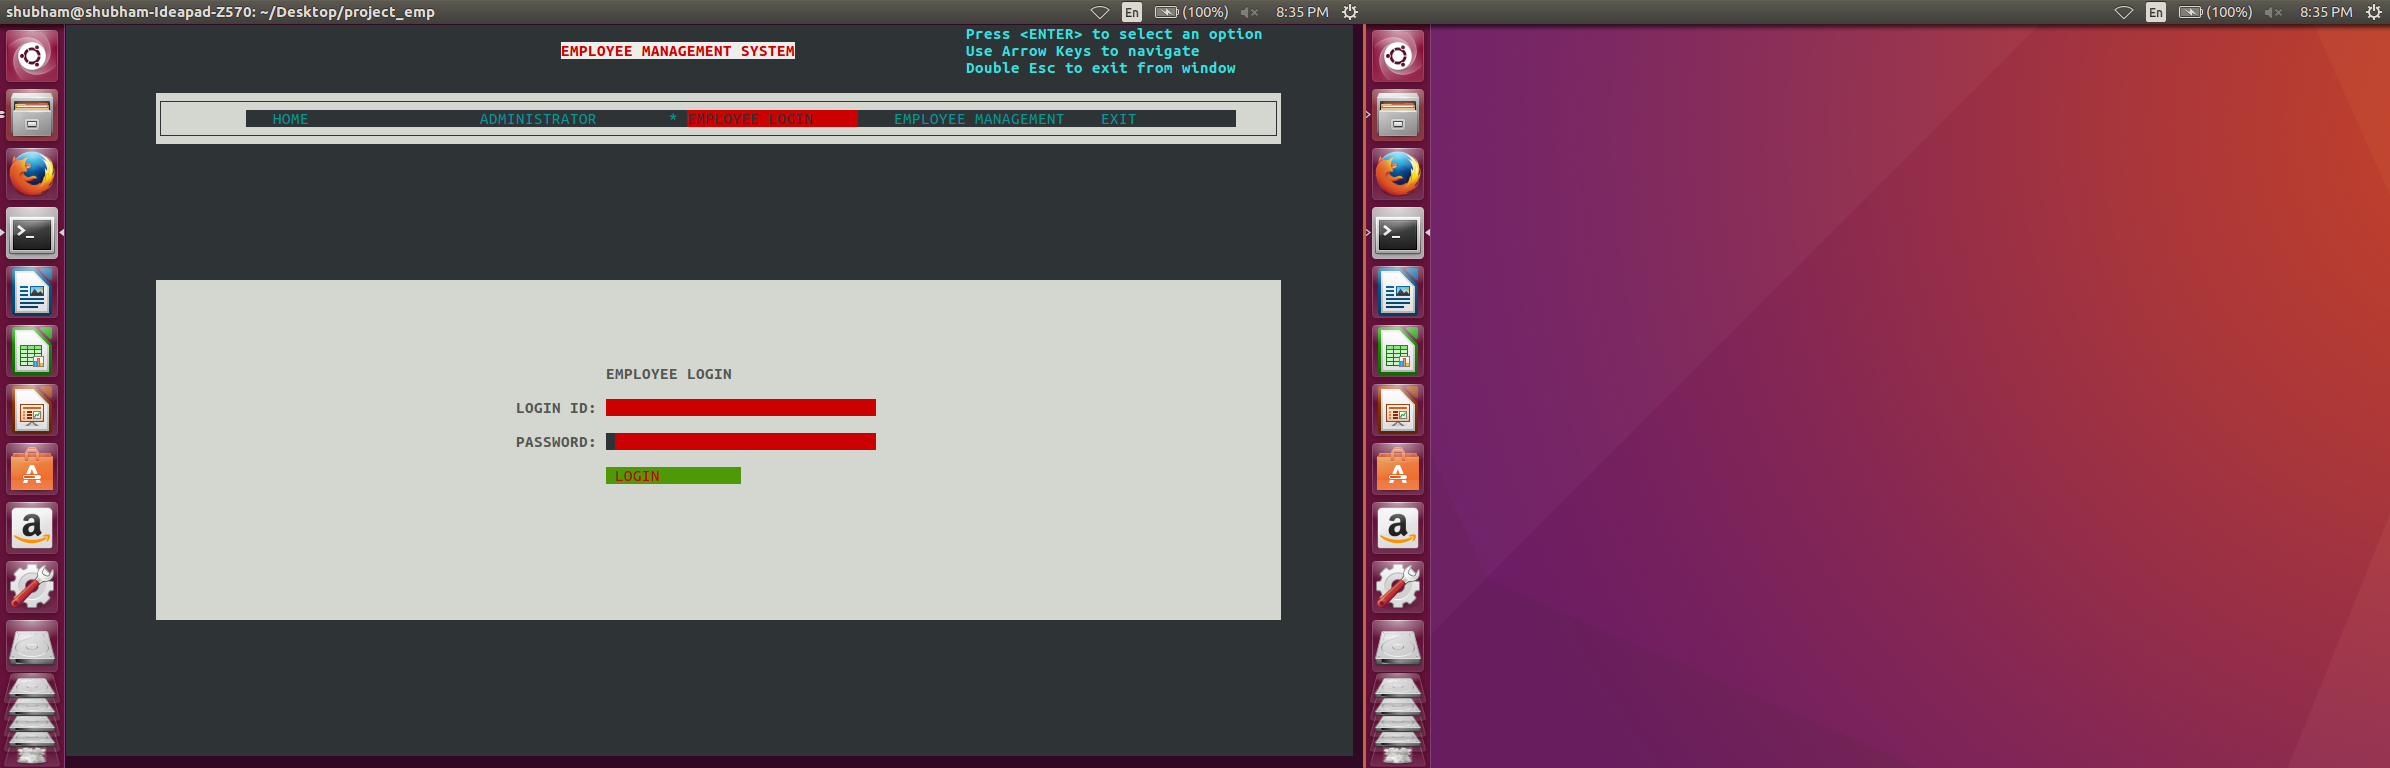 shubham@shubham-Ideapad-Z570: ~/Desktop/project_emp En (100%) 8:35 PM En (100%) 8:35 PM
Press <ENTER> to select an option
EMPLOYEE MANAGEMENT SYSTEM Use Arrow Keys to navigate
Double Esc to exit from window
HOME ADMINISTRATOR * EMPLOYEE LOGIN EMPLOYEE MANAGEMENT EXIT
EMPLOYEE LOGIN
LOGIN ID:
PASSWORD:
LOGIN